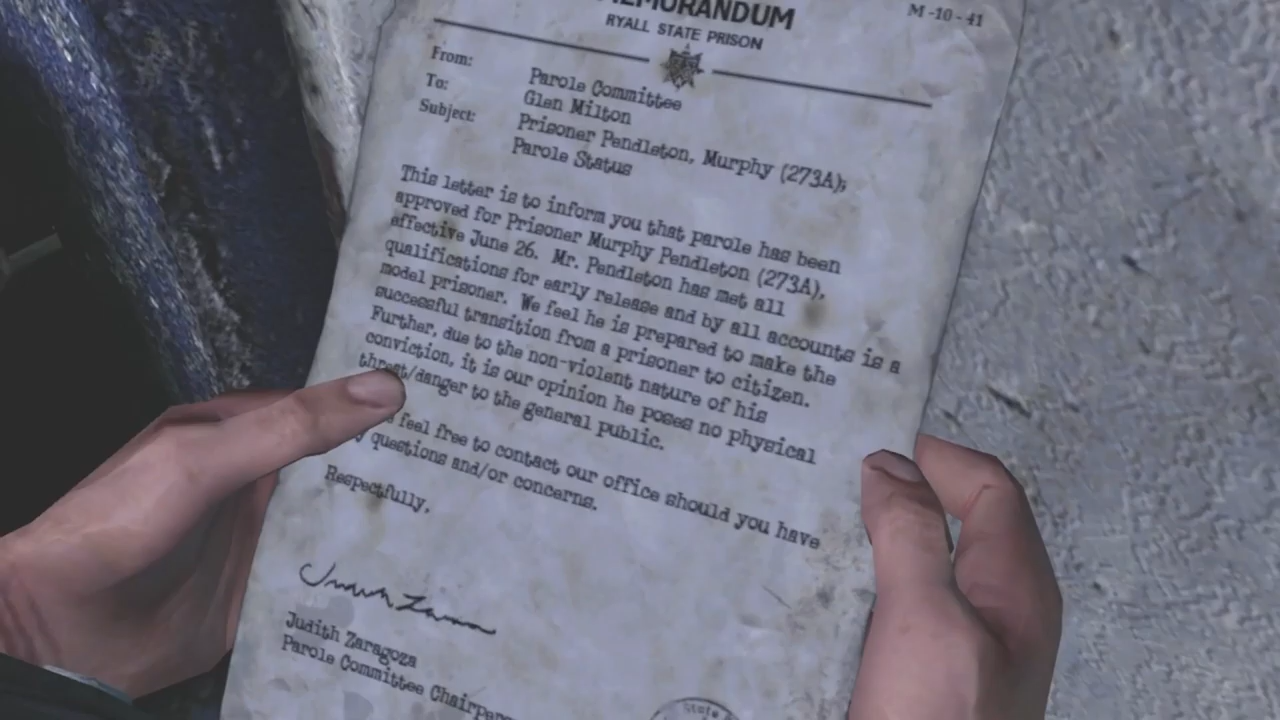 MEMORANDUM
M-10-41
RYALL STATE PRISON
From: Parole Committee
To: Glen Milton
Subject: Prisoner Pendleton, Murphy (273A);
Parole Status
This letter is to inform you that parole has been
approved for Prisoner Murphy Pendleton (273A),
effective June 26. Mr. Pendleton has met all
qualifications for early release and by all accounts is a
model prisoner. We feel he is prepared to make the
successful transition from a prisoner to citizen.
Further, due to the non-violent nature of his
conviction, it is our opinion he poses no physical
threat/danger to the general public.
feel free to contact our office should you have
questions and/or concerns.
Respectfully,
Judith Zaragoza
Parole Committee Chairpers
State